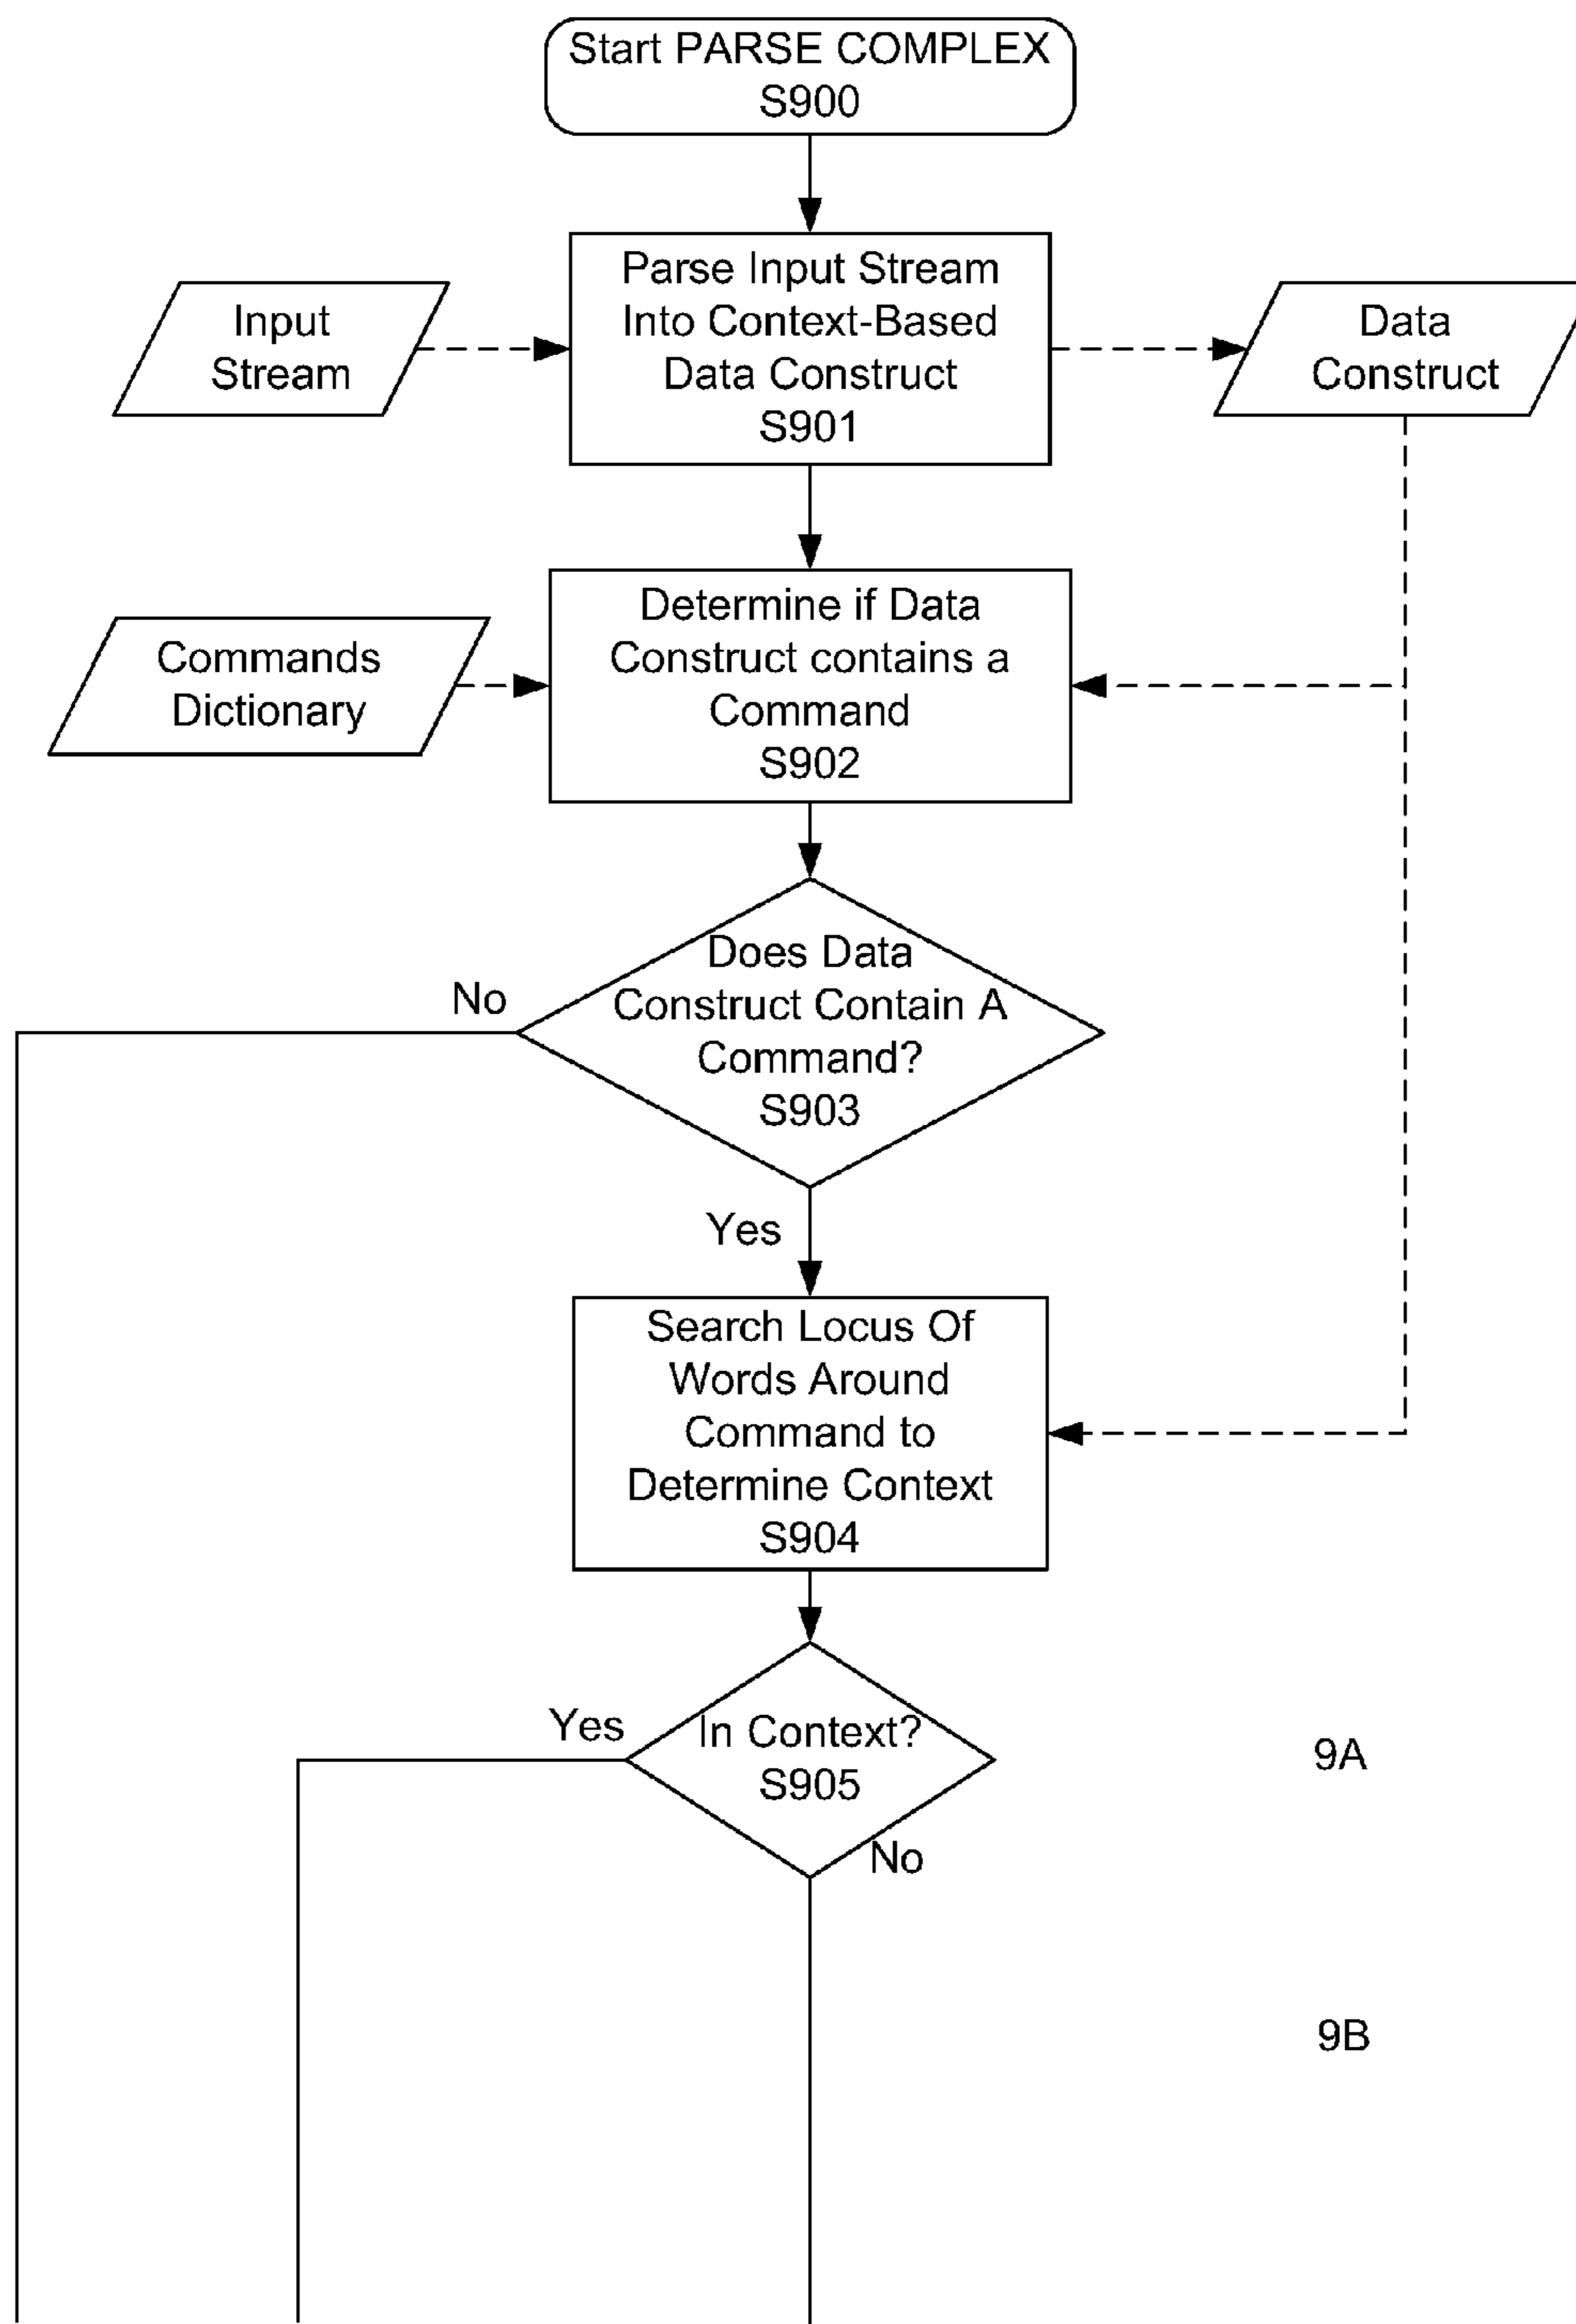 Start PARSE COMPLEX
S900
Parse Input Stream
Into Context-Based
Data Construct
S901
Input
Stream
Data
Construct
Determine if Data
Construct contains a
Command
S902
Commands
Dictionary
Does Data
Construct Contain A
Command?
S903
No
Yes
Search Locus Of
Words Around
Command to
Determine Context
S904
In Context?
S905
Yes
No
9A
9B